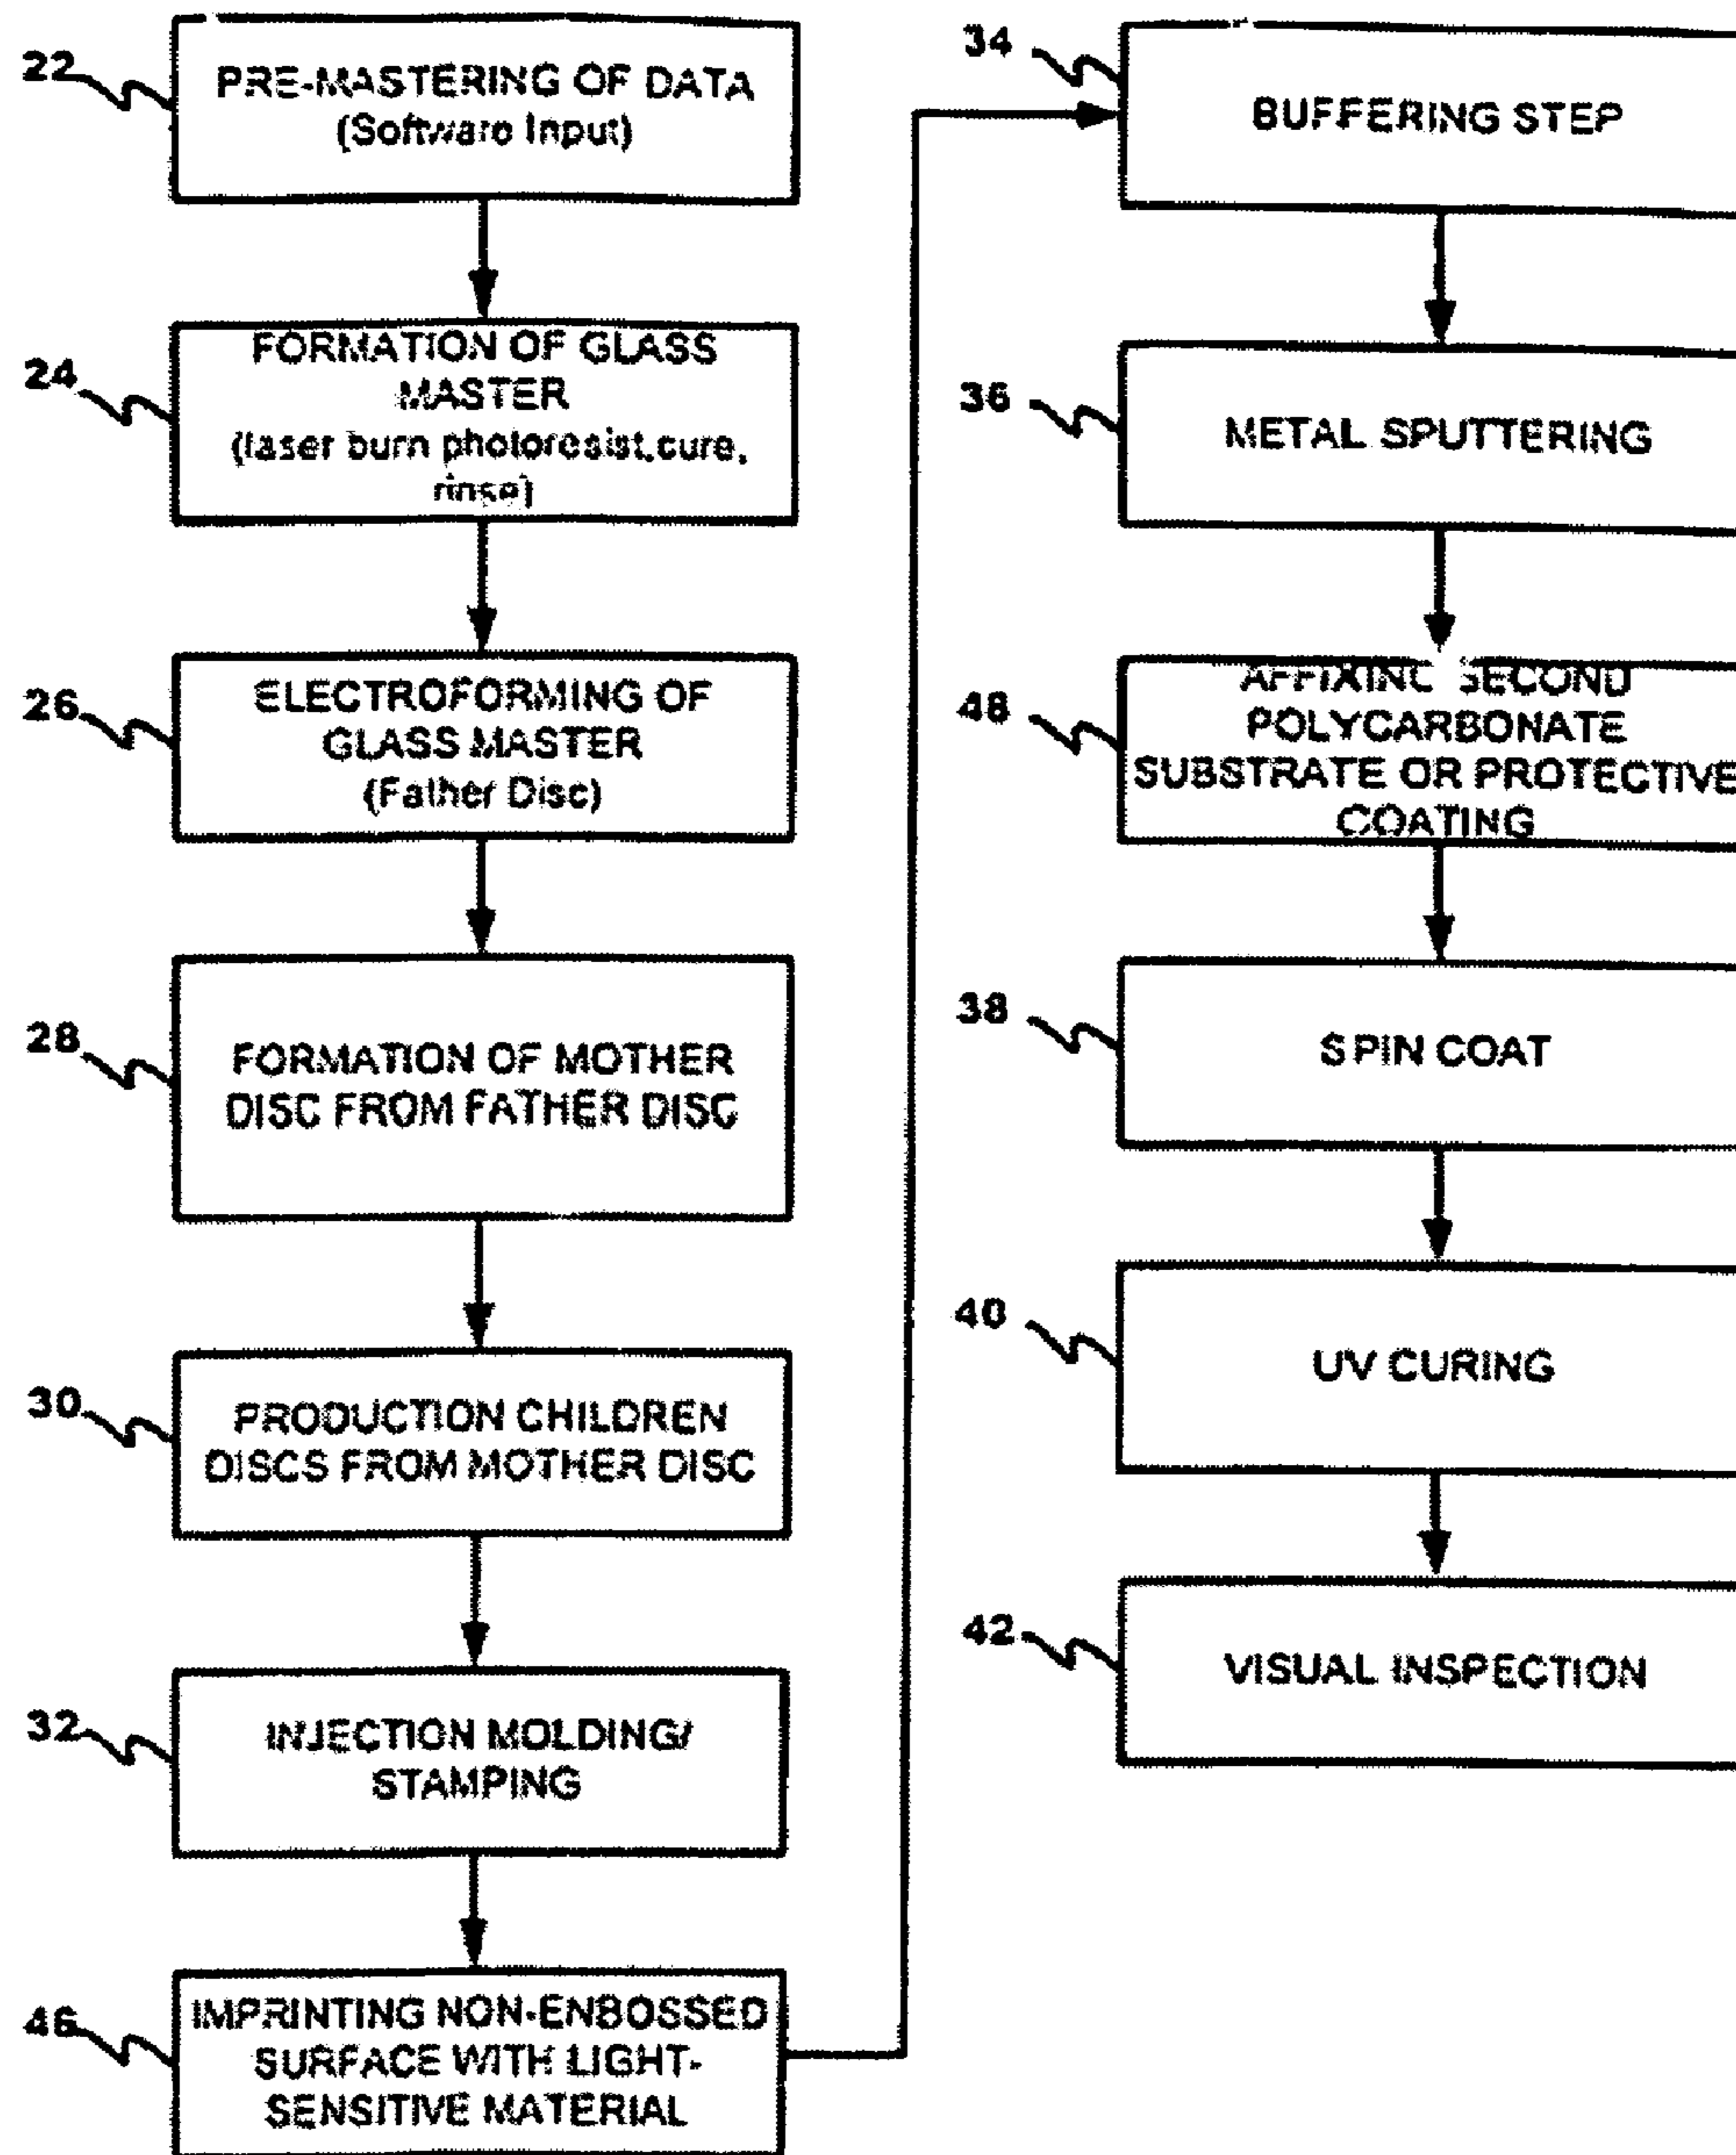 22
PRE-MASTERING OF DATA
(Software Input)
24
FORMATION OF GLASS
MASTER
(laser burn photoresist,cure,
rinse)
26
ELECTROFORMING OF
GLASS MASTER
(Father Disc)
28
FORMATION OF MOTHER
DISC FROM FATHER DISC
30
PRODUCTION CHILDREN
DISCS FROM MOTHER DISC
32
INJECTION MOLDING/
STAMPING
46
IMPRINTING NON-ENBOSSED
SURFACE WITH LIGHT-
SENSITIVE MATERIAL
34
BUFFERING STEP
36
METAL SPUTTERING
48
AFFIXING SECOND
POLYCARBONATE
SUBSTRATE OR PROTECTIVE
COATING
38
SPIN COAT
40
UV CURING
42
VISUAL INSPECTION